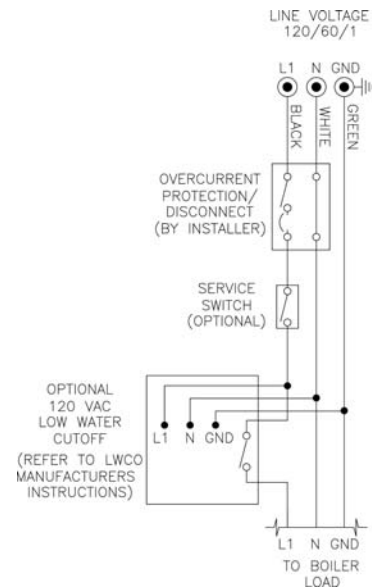 LINE VOLTAGE
120/60/1
L1 N GND
BLACK
WHITE
GREEN
OVERCURRENT
PROTECTION/
DISCONNECT
(BY INSTALLER)
SERVICE
SWITCH
(OPTIONAL)
OPTIONAL
120 VAC
LOW WATER
CUTOFF
(REFER TO LWCO
MANUFACTURERS
INSTRUCTIONS)
L1 N GND
L1 N GND
TO BOILER
LOAD